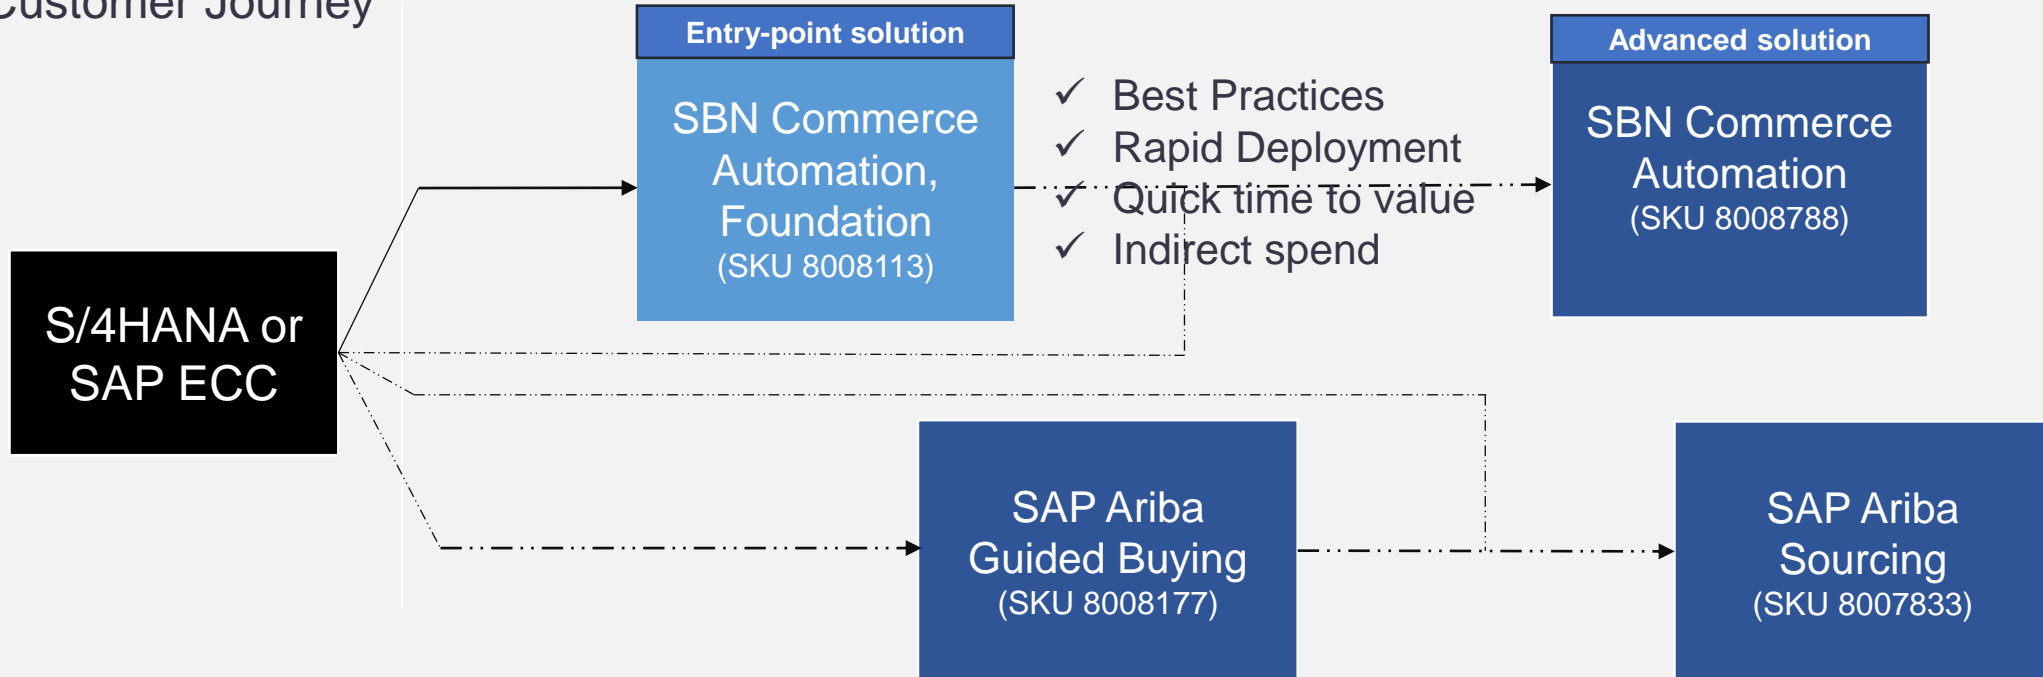 Customer Journey
Entry-point solution
SBN Commerce
Automation,
Foundation
(SKU 8008113)
✓ Best Practices
✓ Rapid Deployment
✓ Quick time to value
✓ Indirect spend
Advanced solution
SBN Commerce
Automation
(SKU 8008788)
S/4HANA or
SAP ECC
SAP Ariba
Guided Buying
(SKU 8008177)
SAP Ariba
Sourcing
(SKU 8007833)